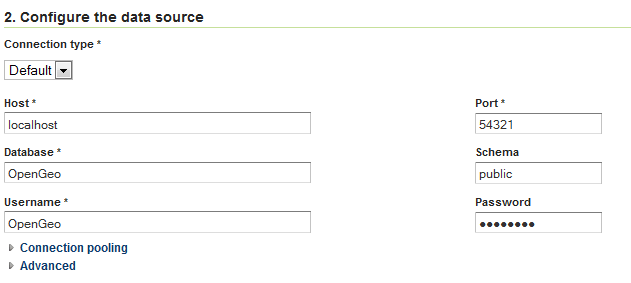 2. Configure the data source
Connection type *
Default
Host * Port *
localhost 54321
Database * Schema
OpenGeo public
Username * Password
OpenGeo ●●●●●●●●
Connection pooling
Advanced